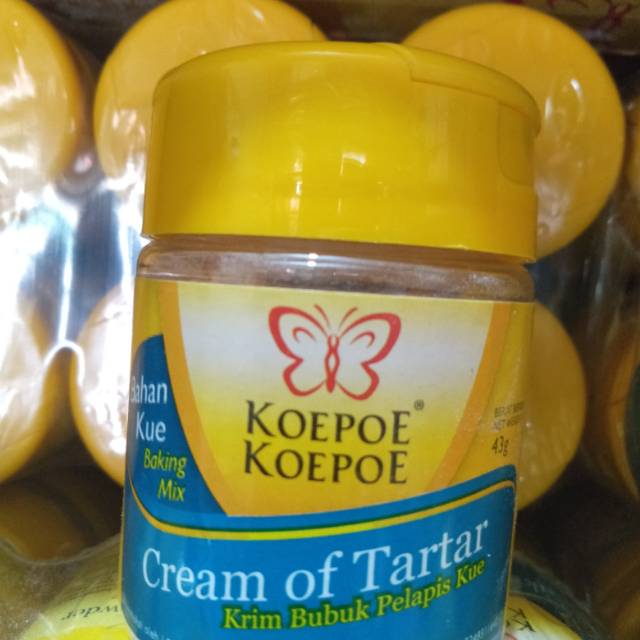 Bahan
Kue
Baking
Mix
KOEPOE®
KOEPOE
43g
Cream of Tartar
Krim Bubuk Pelapis Kue